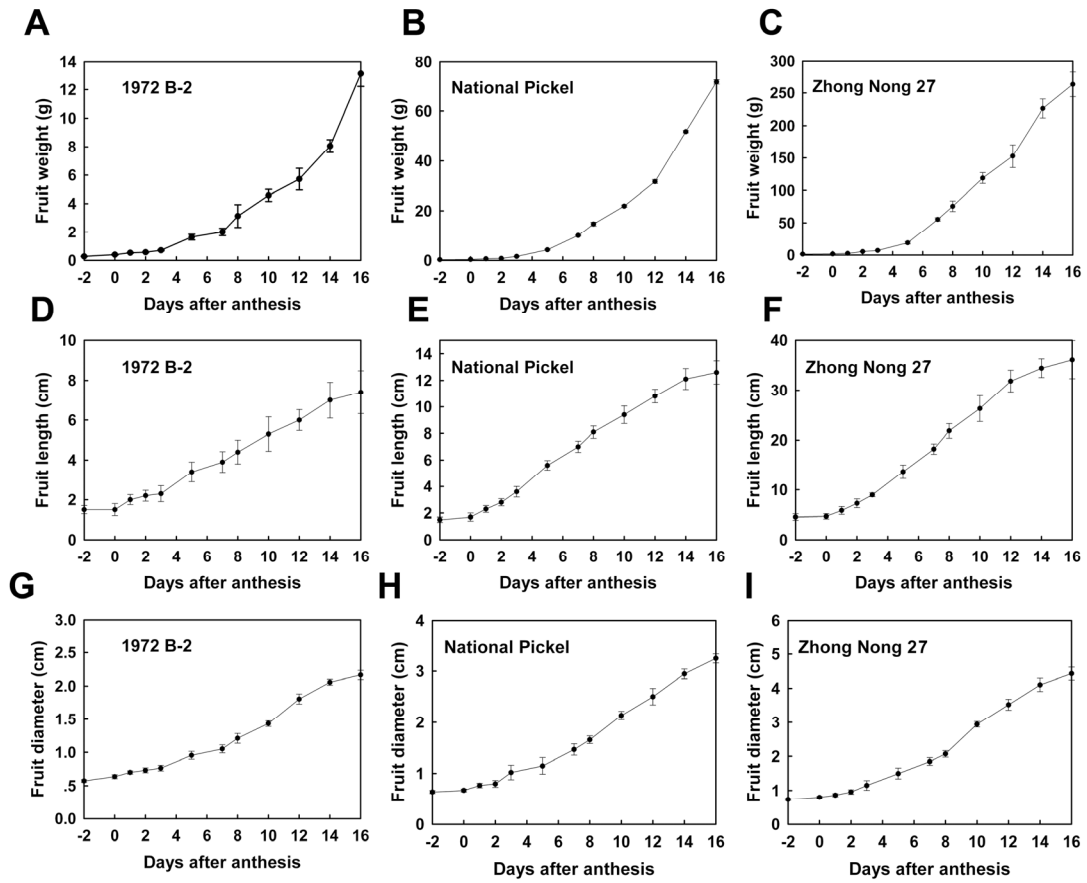 A
1972 B-2
Fruit weight (g)
14
12
10
8
6
4
2
0
-2 0 2 4 6 8 10 12 14 16
Days after anthesis
B
National Pickel
Fruit weight (g)
80
60
40
20
0
-2 0 2 4 6 8 10 12 14 16
Days after anthesis
C
Zhong Nong 27
Fruit weight (g)
300
250
200
150
100
50
0
-2 0 2 4 6 8 10 12 14 16
Days after anthesis
D
1972 B-2
Fruit length (cm)
10
8
6
4
2
0
-2 0 2 4 6 8 10 12 14 16
Days after anthesis
E
National Pickel
Fruit length (cm)
14
12
10
8
6
4
2
0
-2 0 2 4 6 8 10 12 14 16
Days after anthesis
F
Zhong Nong 27
Fruit length (cm)
40
30
20
10
0
-2 0 2 4 6 8 10 12 14 16
Days after anthesis
G
1972 B-2
Fruit diameter (cm)
3.0
2.5
2.0
1.5
1.0
.5
0.0
-2 0 2 4 6 8 10 12 14 16
Days after anthesis
H
National Pickel
Fruit diameter (cm)
4
3
2
1
0
-2 0 2 4 6 8 10 12 14 16
Days after anthesis
I
Zhong Nong 27
Fruit diameter (cm)
6
5
4
3
2
1
0
-2 0 2 4 6 8 10 12 14 16
Days after anthesis